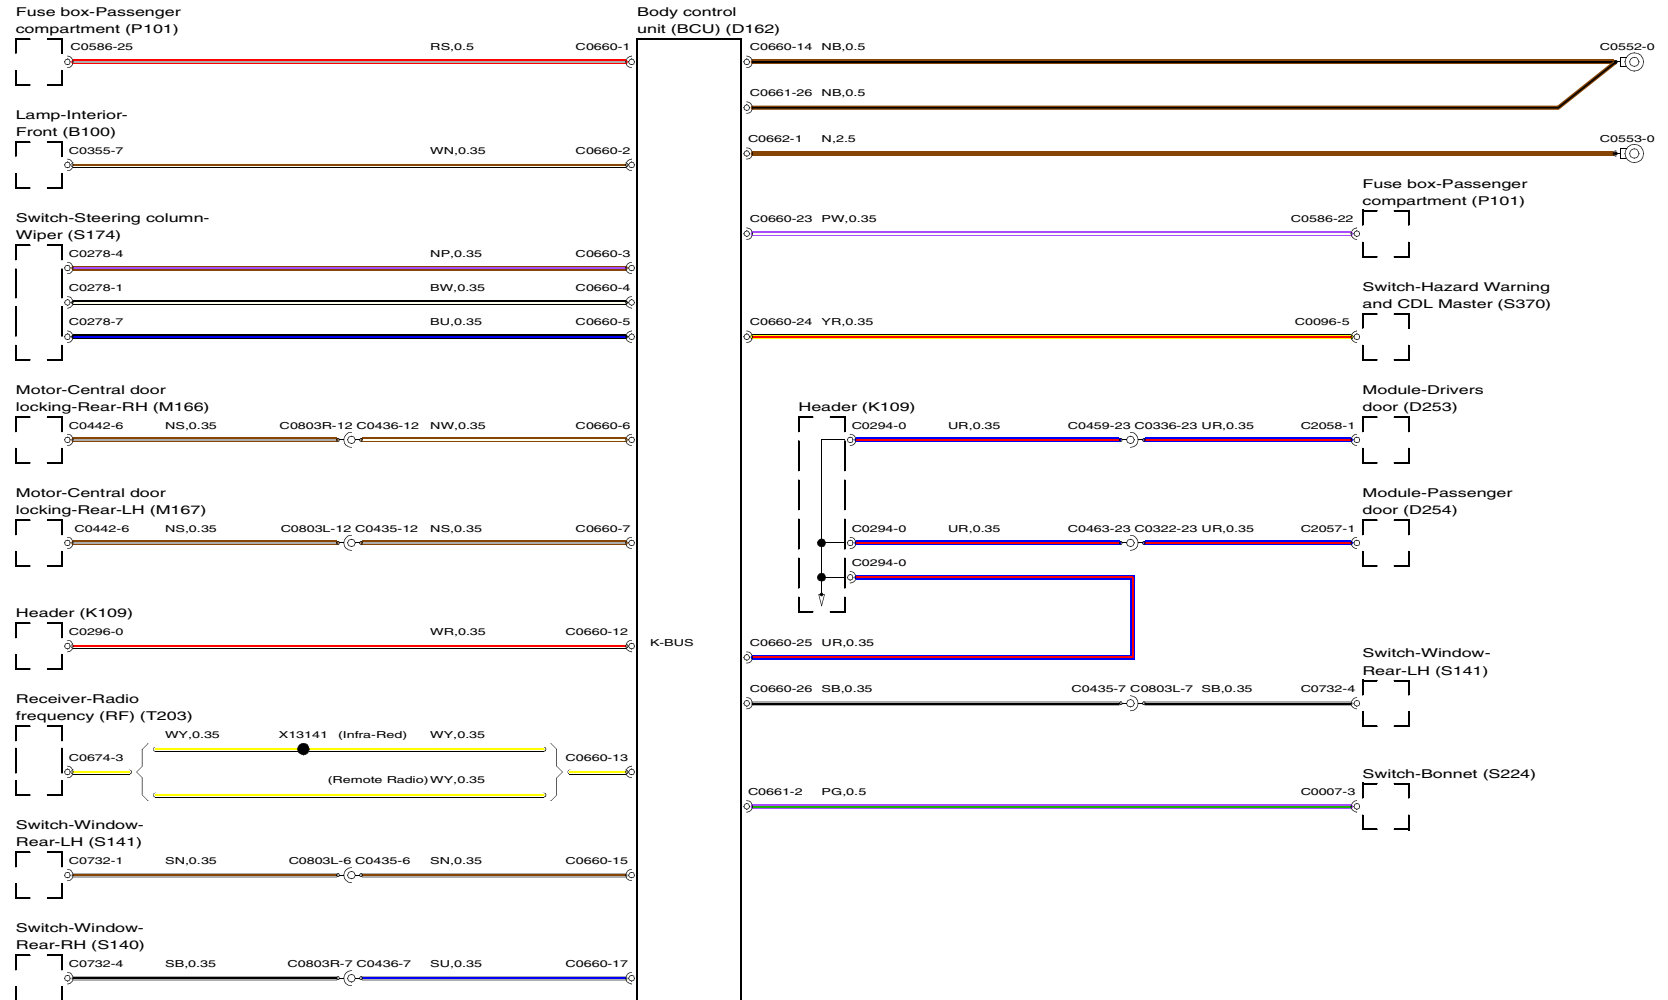 Fuse box-Passenger
compartment (P101)
C0586-25 RS,0.5 C0660-1
Lamp-Interior-
Front (B100)
C0355-7 WN,0.35 C0660-2
Switch-Steering column-
Wiper (S174)
C0278-4 NP,0.35 C0660-3
C0278-1 BW,0.35 C0660-4
C0278-7 BU,0.35 C0660-5
Motor-Central door
locking-Rear-RH (M166)
C0442-6 NS,0.35 C0803R-12 C0436-12 NW,0.35 C0660-6
Motor-Central door
locking-Rear-LH (M167)
C0442-6 NS,0.35 C0803L-12 C0435-12 NS,0.35 C0660-7
Header (K109)
C0296-0 WR,0.35 C0660-12
Receiver-Radio
frequency (RF) (T203)
WY,0.35 X13141 (Infra-Red) WY,0.35
C0674-3 C0660-13
(Remote Radio) WY,0.35
Switch-Window-
Rear-LH (S141)
C0732-1 SN,0.35 C0803L-6 C0435-6 SN,0.35 C0660-15
Switch-Window-
Rear-RH (S140)
C0732-4 SB,0.35 C0803R-7 C0436-7 SU,0.35 C0660-17
Body control
unit (BCU) (D162)
K-BUS
C0660-14 NB,0.5 C0552-0
C0661-26 NB,0.5
C0662-1 N,2.5 C0553-0
Fuse box-Passenger
compartment (P101)
C0660-23 PW,0.35 C0586-22
Switch-Hazard Warning
and CDL Master (S370)
C0660-24 YR,0.35 C0096-5
Module-Drivers
door (D253)
Header (K109)
C0294-0 UR,0.35 C0459-23 C0336-23 UR,0.35 C2058-1
Module-Passenger
door (D254)
C0294-0 UR,0.35 C0463-23 C0322-23 UR,0.35 C2057-1
C0294-0
C0660-25 UR,0.35
Switch-Window-
Rear-LH (S141)
C0660-26 SB,0.35 C0435-7 C0803L-7 SB,0.35 C0732-4
Switch-Bonnet (S224)
C0661-2 PG,0.5 C0007-3